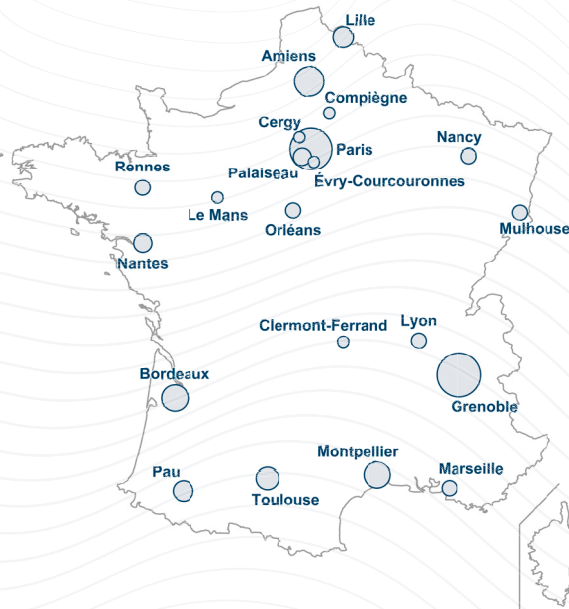 Lille
Amiens
Compiègne
Cergy
Paris
Nancy
Rennes
Palaiseau
Évry-Courcouronnes
Le Mans
Orléans
Mulhouse
Nantes
Clermont-Ferrand
Lyon
Bordeaux
Grenoble
Montpellier
Pau
Marseille
Toulouse